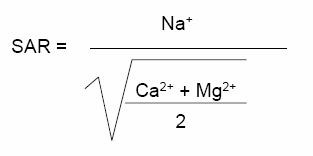 Na⁺
SAR =
Ca²⁺ + Mg²⁺
2